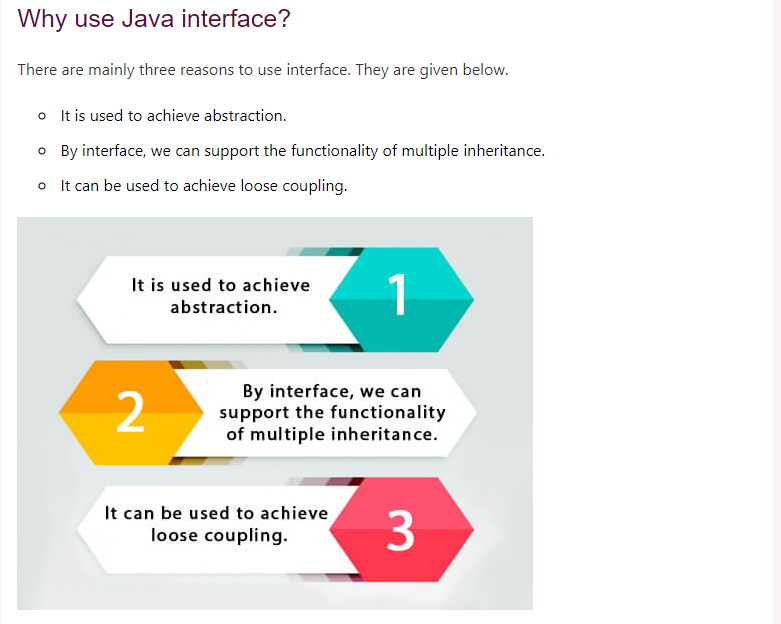 Why use Java interface?
There are mainly three reasons to use interface. They are given below.
It is used to achieve abstraction.
By interface, we can support the functionality of multiple inheritance.
It can be used to achieve loose coupling.
It is used to achieve
abstraction.
1
2
By interface, we can
support the functionality
of multiple inheritance.
It can be used to achieve
loose coupling.
3